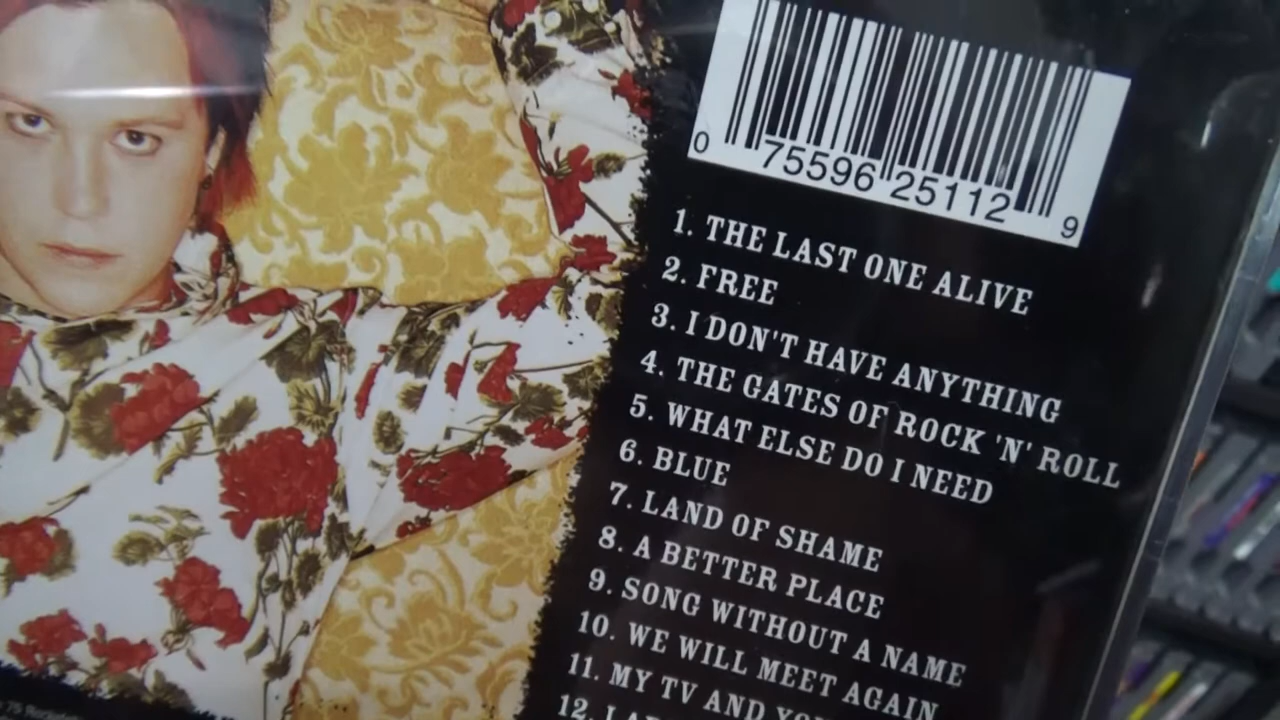 0 75596 25112 9
1. THE LAST ONE ALIVE
2. FREE
3. I DON'T HAVE ANYTHING
4. THE GATES OF ROCK 'N' ROLL
5. WHAT ELSE DO I NEED
6. BLUE
7. LAND OF SHAME
8. A BETTER PLACE
9. SONG WITHOUT A NAME
10. WE WILL MEET AGAIN
11. MY TV AND
12. I
75